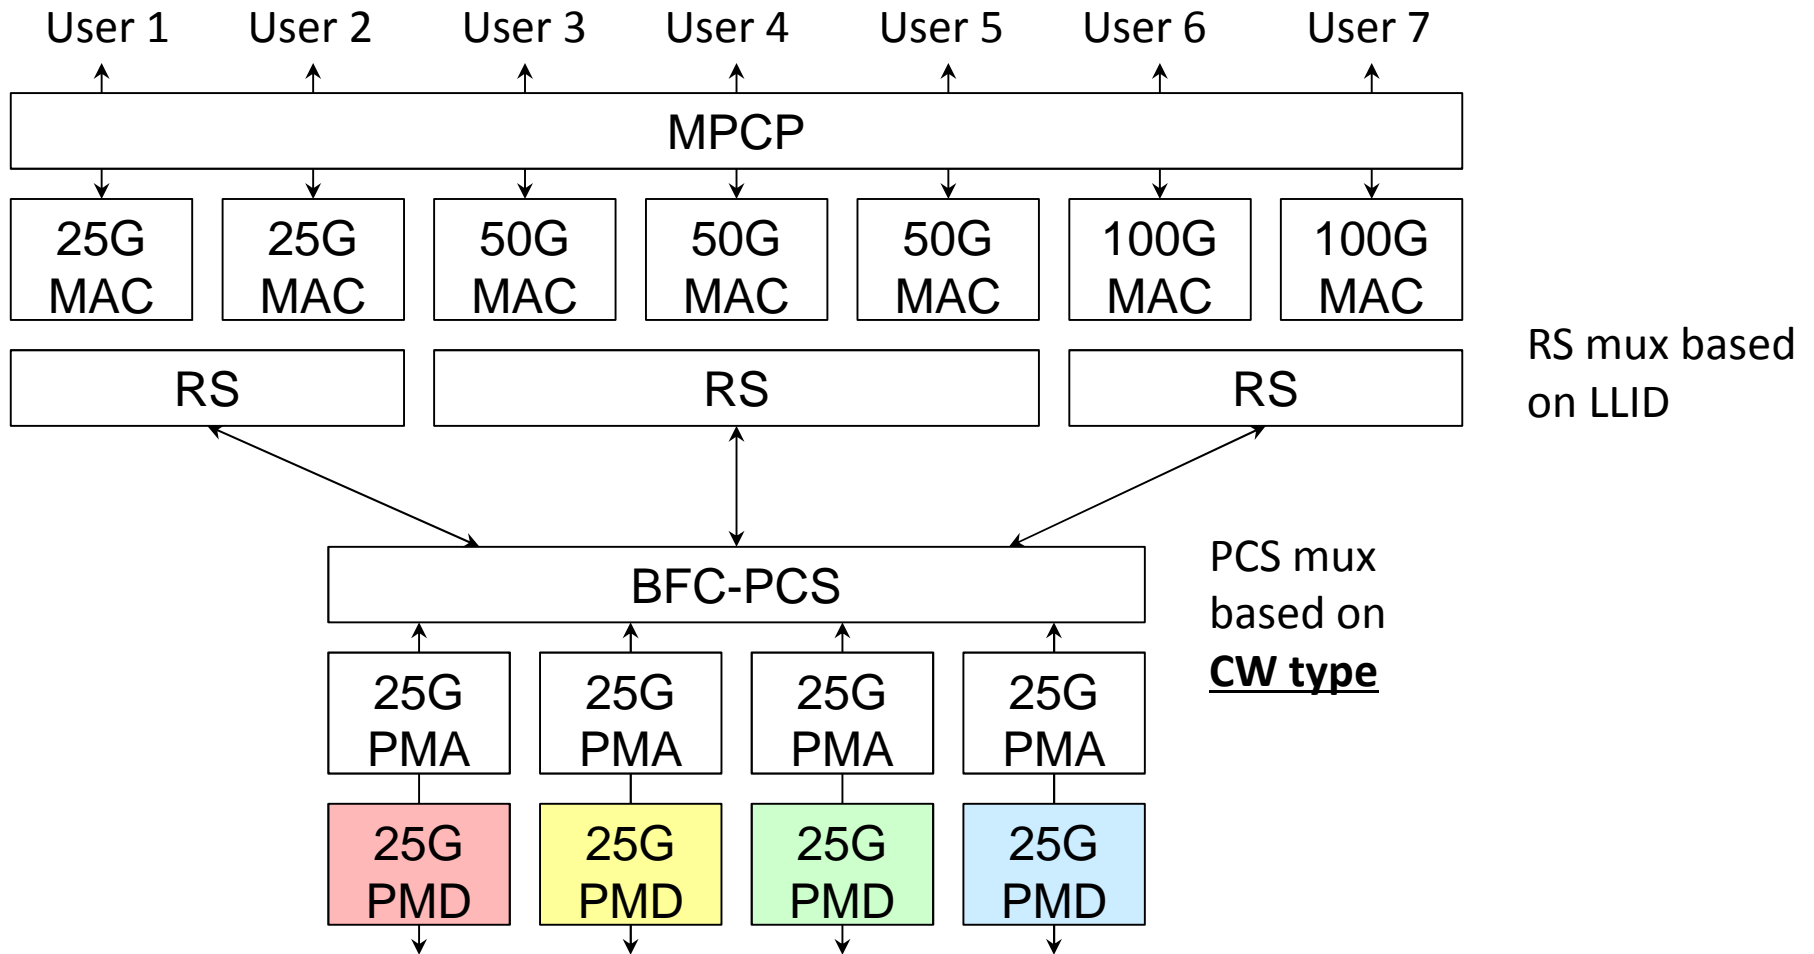 User 1 User 2 User 3 User 4 User 5 User 6 User 7
MPCP
25G 25G 50G 50G 50G 100G 100G
MAC MAC MAC MAC MAC MAC MAC
RS mux based
on LLID
RS RS RS
BFC-PCS
PCS mux
based on
CW type
25G 25G 25G 25G
PMA PMA PMA PMA
25G 25G 25G 25G
PMD PMD PMD PMD